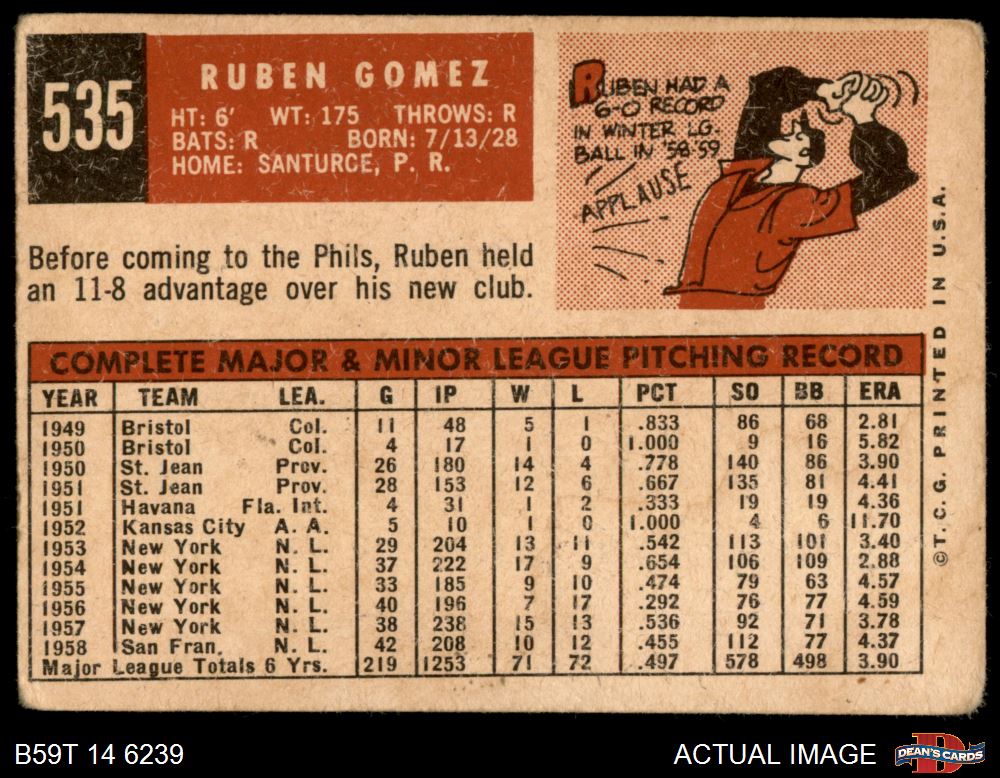 535
RUBEN GOMEZ
HT: 6' WT: 175 THROWS: R
BATS: R BORN: 7/13/28
HOME: SANTURCE, P. R.
RUBEN HAD A
6-0 RECORD
IN WINTER LG.
BALL IN '58-59
APPLAUSE
Before coming to the Phils, Ruben held
an 11-8 advantage over his new club.
COMPLETE MAJOR & MINOR LEAGUE PITCHING RECORD
YEAR TEAM LEA. G IP W L PCT SO BB ERA
1949 Bristol Col. 11 48 5 1 .833 86 68 2.81
1950 Bristol Col. 4 17 1 0 1.000 9 16 5.82
1950 St. Jean Prov. 26 180 14 4 .778 140 86 3.90
1951 St. Jean Prov. 28 153 12 6 .667 135 81 4.41
1951 Havana Fla. Int. 4 31 1 2 .333 19 19 4.36
1952 Kansas City A. A. 5 10 1 0 1.000 4 6 11.70
1953 New York N. L. 29 204 13 11 .542 113 101 3.40
1954 New York N. L. 37 222 17 9 .654 106 109 2.88
1955 New York N. L. 33 185 9 10 .474 79 63 4.57
1956 New York N. L. 40 196 7 17 .292 76 77 4.59
1957 New York N. L. 38 238 15 13 .536 92 71 3.78
1958 San Fran. N. L. 42 208 10 12 .455 112 77 4.37
Major League Totals 6 Yrs. 219 1253 71 72 .497 578 498 3.90
©T.C.G. PRINTED IN U.S.A.
B59T 14 6239
ACTUAL IMAGE
DEAN'S CARDS